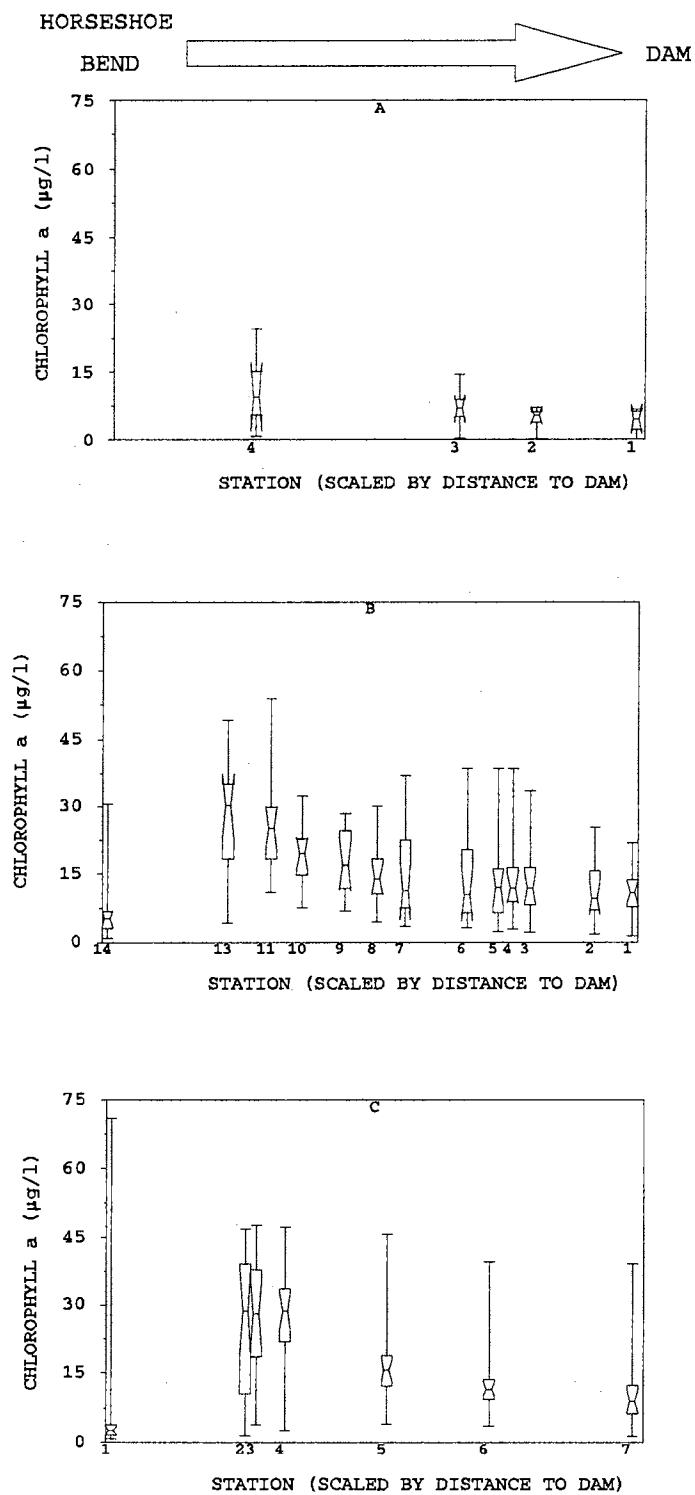 HORSESHOE
BEND
DAM
A
CHLOROPHYLL a (µg/l)
75
60
45
30
15
0
4 3 2 1
STATION (SCALED BY DISTANCE TO DAM)
B
CHLOROPHYLL a (µg/l)
75
60
45
30
15
0
14 13 11 10 9 8 7 6 5 4 3 2 1
STATION (SCALED BY DISTANCE TO DAM)
C
CHLOROPHYLL a (µg/l)
75
60
45
30
15
0
1 2 3 4 5 6 7
STATION (SCALED BY DISTANCE TO DAM)